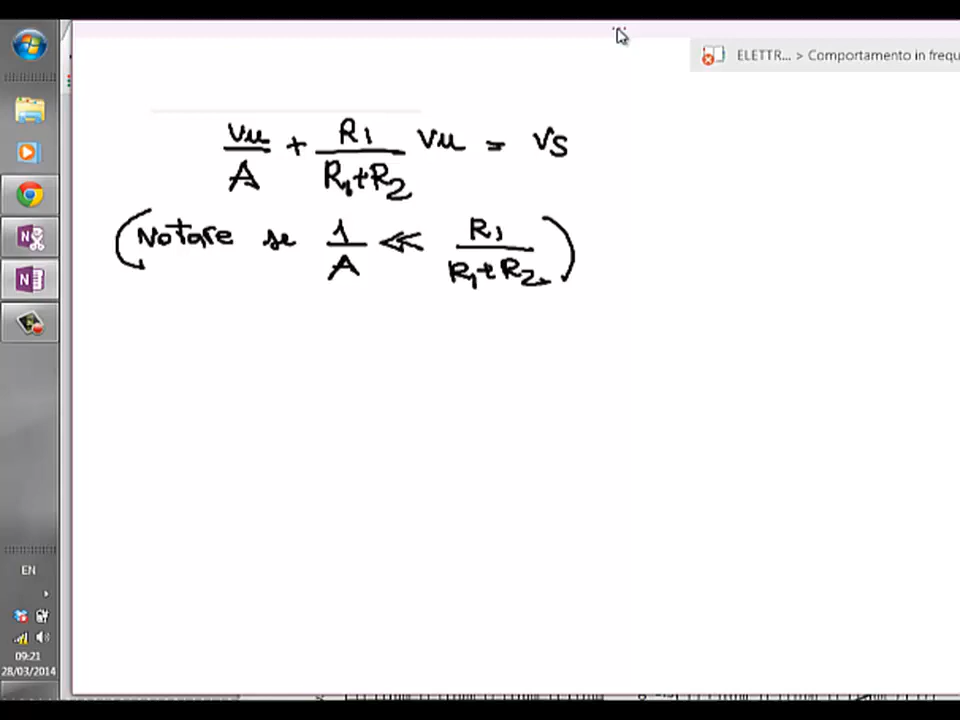 ELETTR... > Comportamento in frequ
vu/A + R1/(R1+R2) vu = vs
(Notare se 1/A << R1/(R1+R2))
EN
09:21
28/03/2014